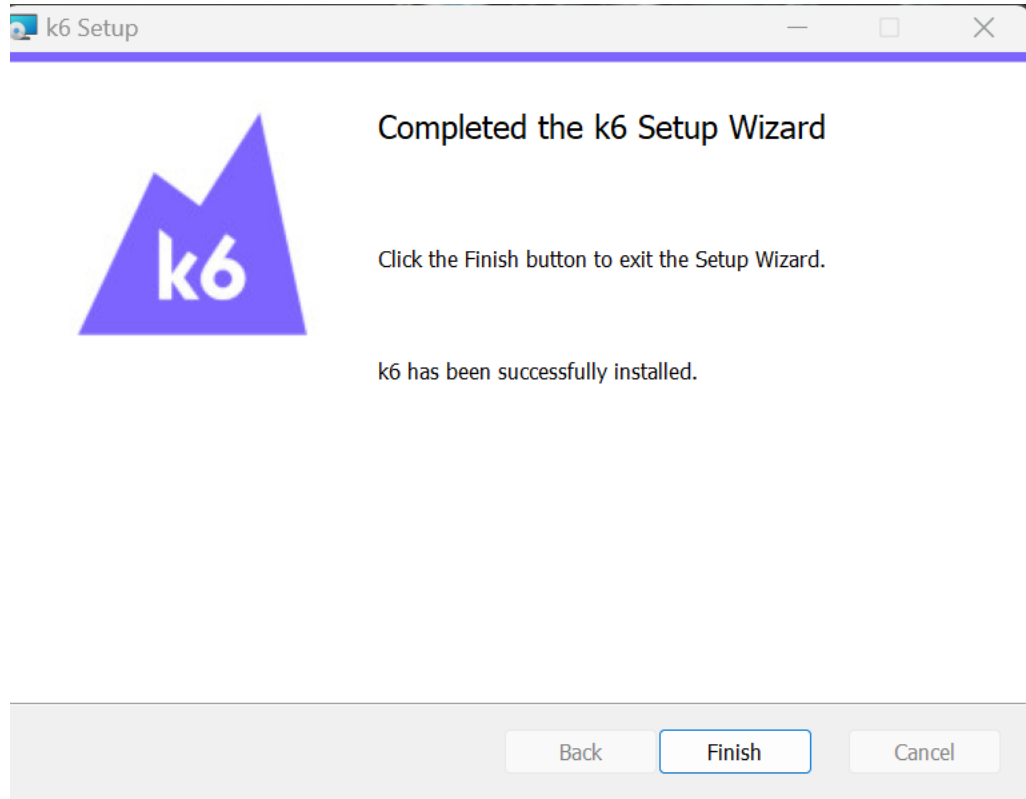 k6 Setup
Completed the k6 Setup Wizard
k6
Click the Finish button to exit the Setup Wizard.
k6 has been successfully installed.
Back
Finish
Cancel